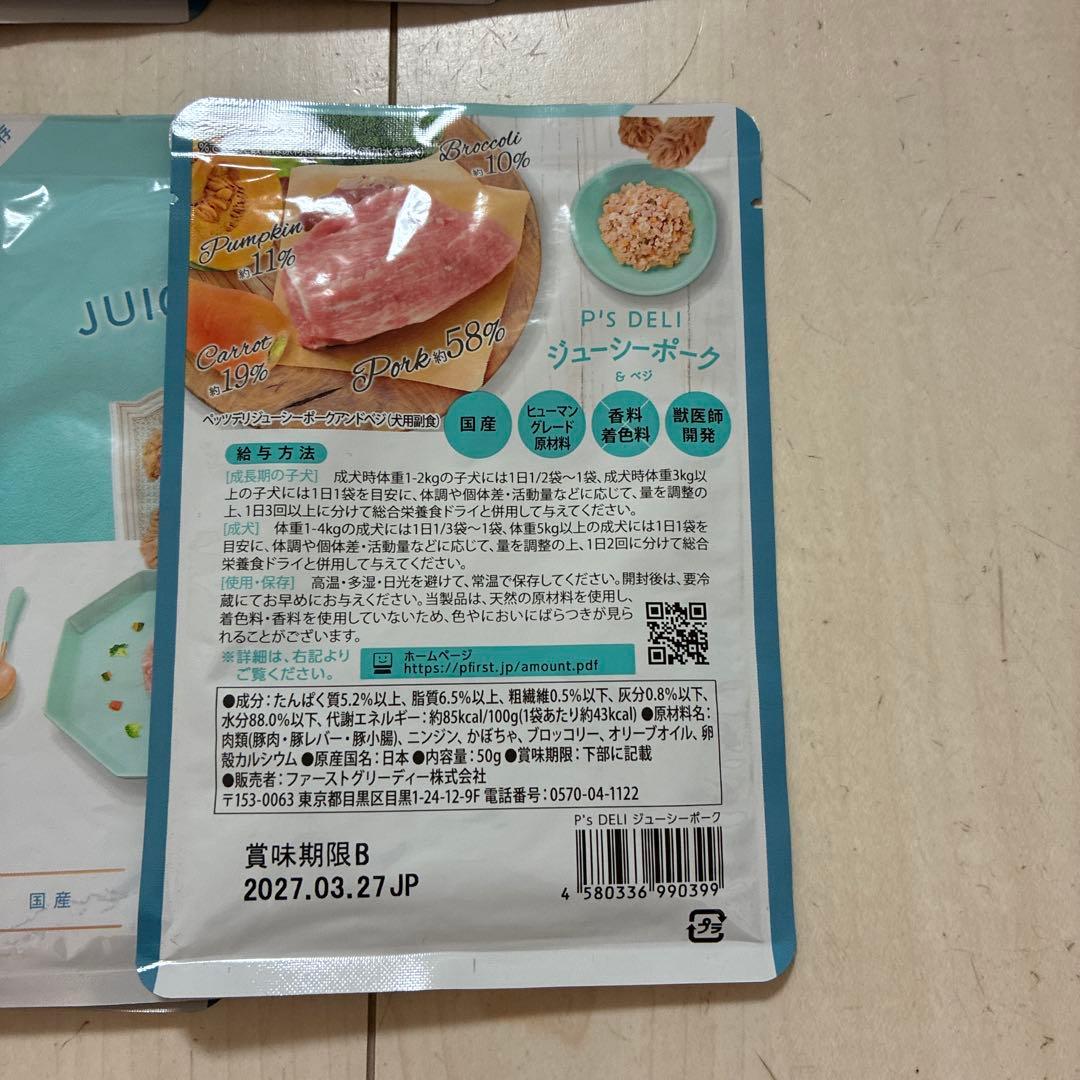 存
JUIC
国産
水を除く
Broccoli
約10%
Pumpkin
約11%
Carrot
約19%
Pork約58%
P'S DELI
ジューシーポーク
& ベジ
ペッツデリジューシーポークアンドベジ(犬用副食)
国産
ヒューマン
グレード
原材料
香料
着色料
獣医師
開発
給与方法
[成長期の子犬] 成犬時体重1-2kgの子犬には1日1/2袋～1袋、成犬時体重3kg以
上の子犬には1日1袋を目安に、体調や個体差・活動量などに応じて、量を調整の
上、1日3回以上に分けて総合栄養食ドライと併用して与えてください。
[成犬] 体重1-4kgの成犬には1日1/3袋～1袋、体重5kg以上の成犬には1日1袋を
目安に、体調や個体差・活動量などに応じて、量を調整の上、1日2回に分けて総合
栄養食ドライと併用して与えてください。
[使用・保存] 高温・多湿・日光を避けて、常温で保存してください。開封後は、要冷
蔵にてお早めにお与えください。当製品は、天然の原材料を使用し、
着色料・香料を使用していないため、色やにおいにばらつきが見ら
れることがございます。
※詳細は、右記より
ご覧ください。
ホームページ
https://pfirst.jp/amount.pdf
●成分：たんぱく質5.2%以上、脂質6.5%以上、粗繊維0.5%以下、灰分0.8%以下、
水分88.0%以下、代謝エネルギー：約85kcal/100g(1袋あたり約43kcal) ●原材料名：
肉類(豚肉・豚レバー・豚小腸)、ニンジン、かぼちゃ、ブロッコリー、オリーブオイル、卵
殻カルシウム ●原産国名：日本 ●内容量：50g ●賞味期限：下部に記載
●販売者：ファーストグリーディー株式会社
〒153-0063 東京都目黒区目黒1-24-12-9F 電話番号：0570-04-1122
P's DELI ジューシーポーク
賞味期限B
2027.03.27JP
4 580336 990399
プラ